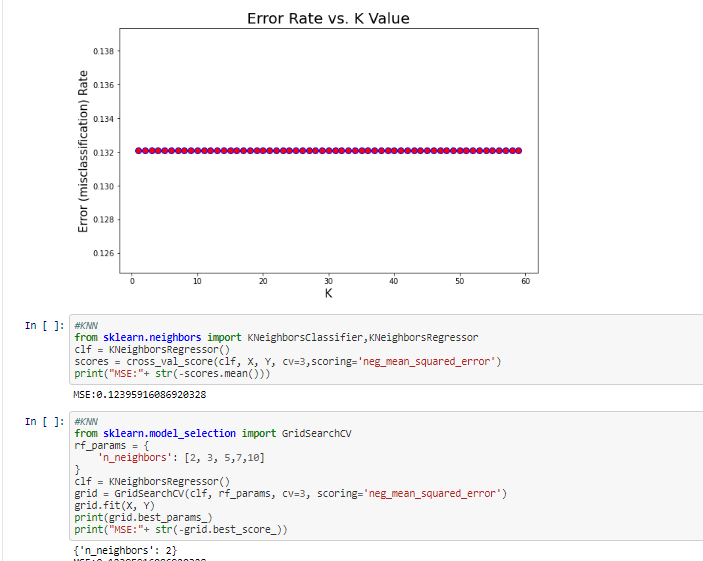 Error Rate vs. K Value
Error (misclassification) Rate
0.138
0.136
0.134
0.132
0.130
0.128
0.126
0 10 20 30 40 50 60
K
In [ ]: #KNN
from sklearn.neighbors import KNeighborsClassifier,KNeighborsRegressor
clf = KNeighborsRegressor()
scores = cross_val_score(clf, X, Y, cv=3,scoring='neg_mean_squared_error')
print("MSE:"+ str(-scores.mean()))
MSE:0.12395916086920328
In [ ]: #KNN
from sklearn.model_selection import GridSearchCV
rf_params = {
'n_neighbors': [2, 3, 5,7,10]
}
clf = KNeighborsRegressor()
grid = GridSearchCV(clf, rf_params, cv=3, scoring='neg_mean_squared_error')
grid.fit(X, Y)
print(grid.best_params_)
print("MSE:"+ str(-grid.best_score_))
{'n_neighbors': 2}